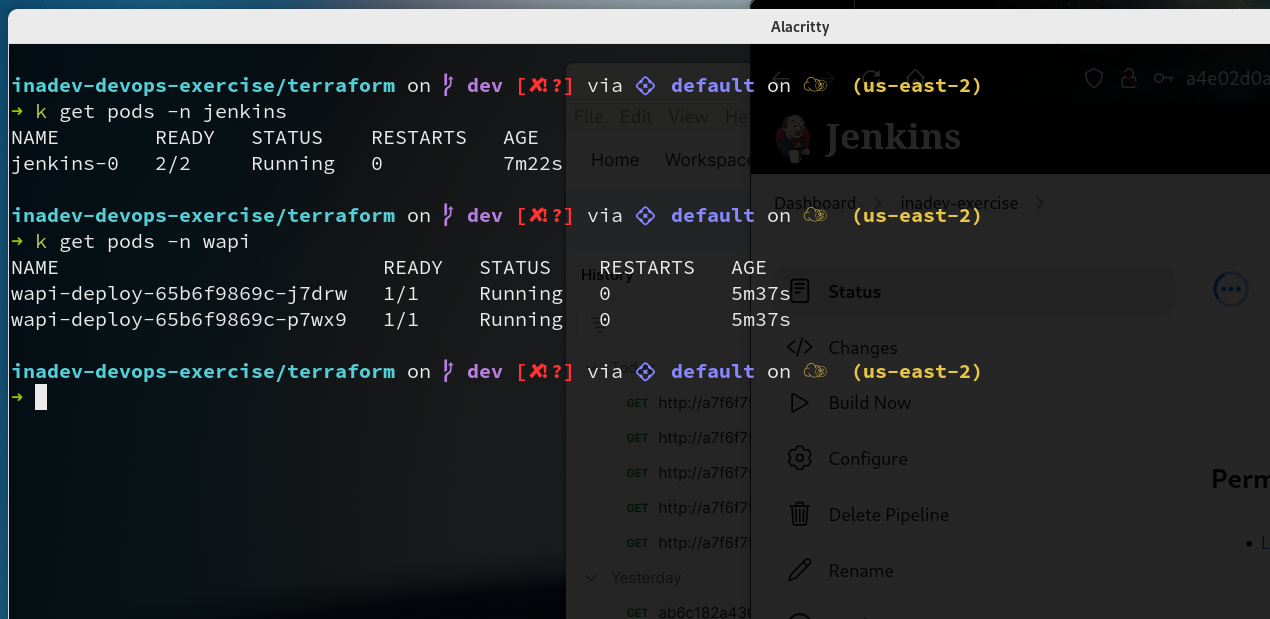 Alacritty
inadev-devops-exercise/terraform on dev [✘!?] via default on (us-east-2)
➜ k get pods -n jenkins
NAME READY STATUS RESTARTS AGE
jenkins-0 2/2 Running 0 7m22s
inadev-devops-exercise/terraform on dev [✘!?] via default on (us-east-2)
➜ k get pods -n wapi
NAME READY STATUS RESTARTS AGE
wapi-deploy-65b6f9869c-j7drw 1/1 Running 0 5m37s
wapi-deploy-65b6f9869c-p7wx9 1/1 Running 0 5m37s
inadev-devops-exercise/terraform on dev [✘!?] via default on (us-east-2)
➜
File Edit View He
Home Workspace
History
GET http://a7f6f7
GET http://a7f6f7
GET http://a7f6f7
GET http://a7f6f7
GET http://a7f6f7
Yesterday
GET ab6c182a430
a4e02d0a
Jenkins
Dashboard > inadev-exercise >
Status
Changes
Build Now
Configure
Delete Pipeline
Rename
Perm